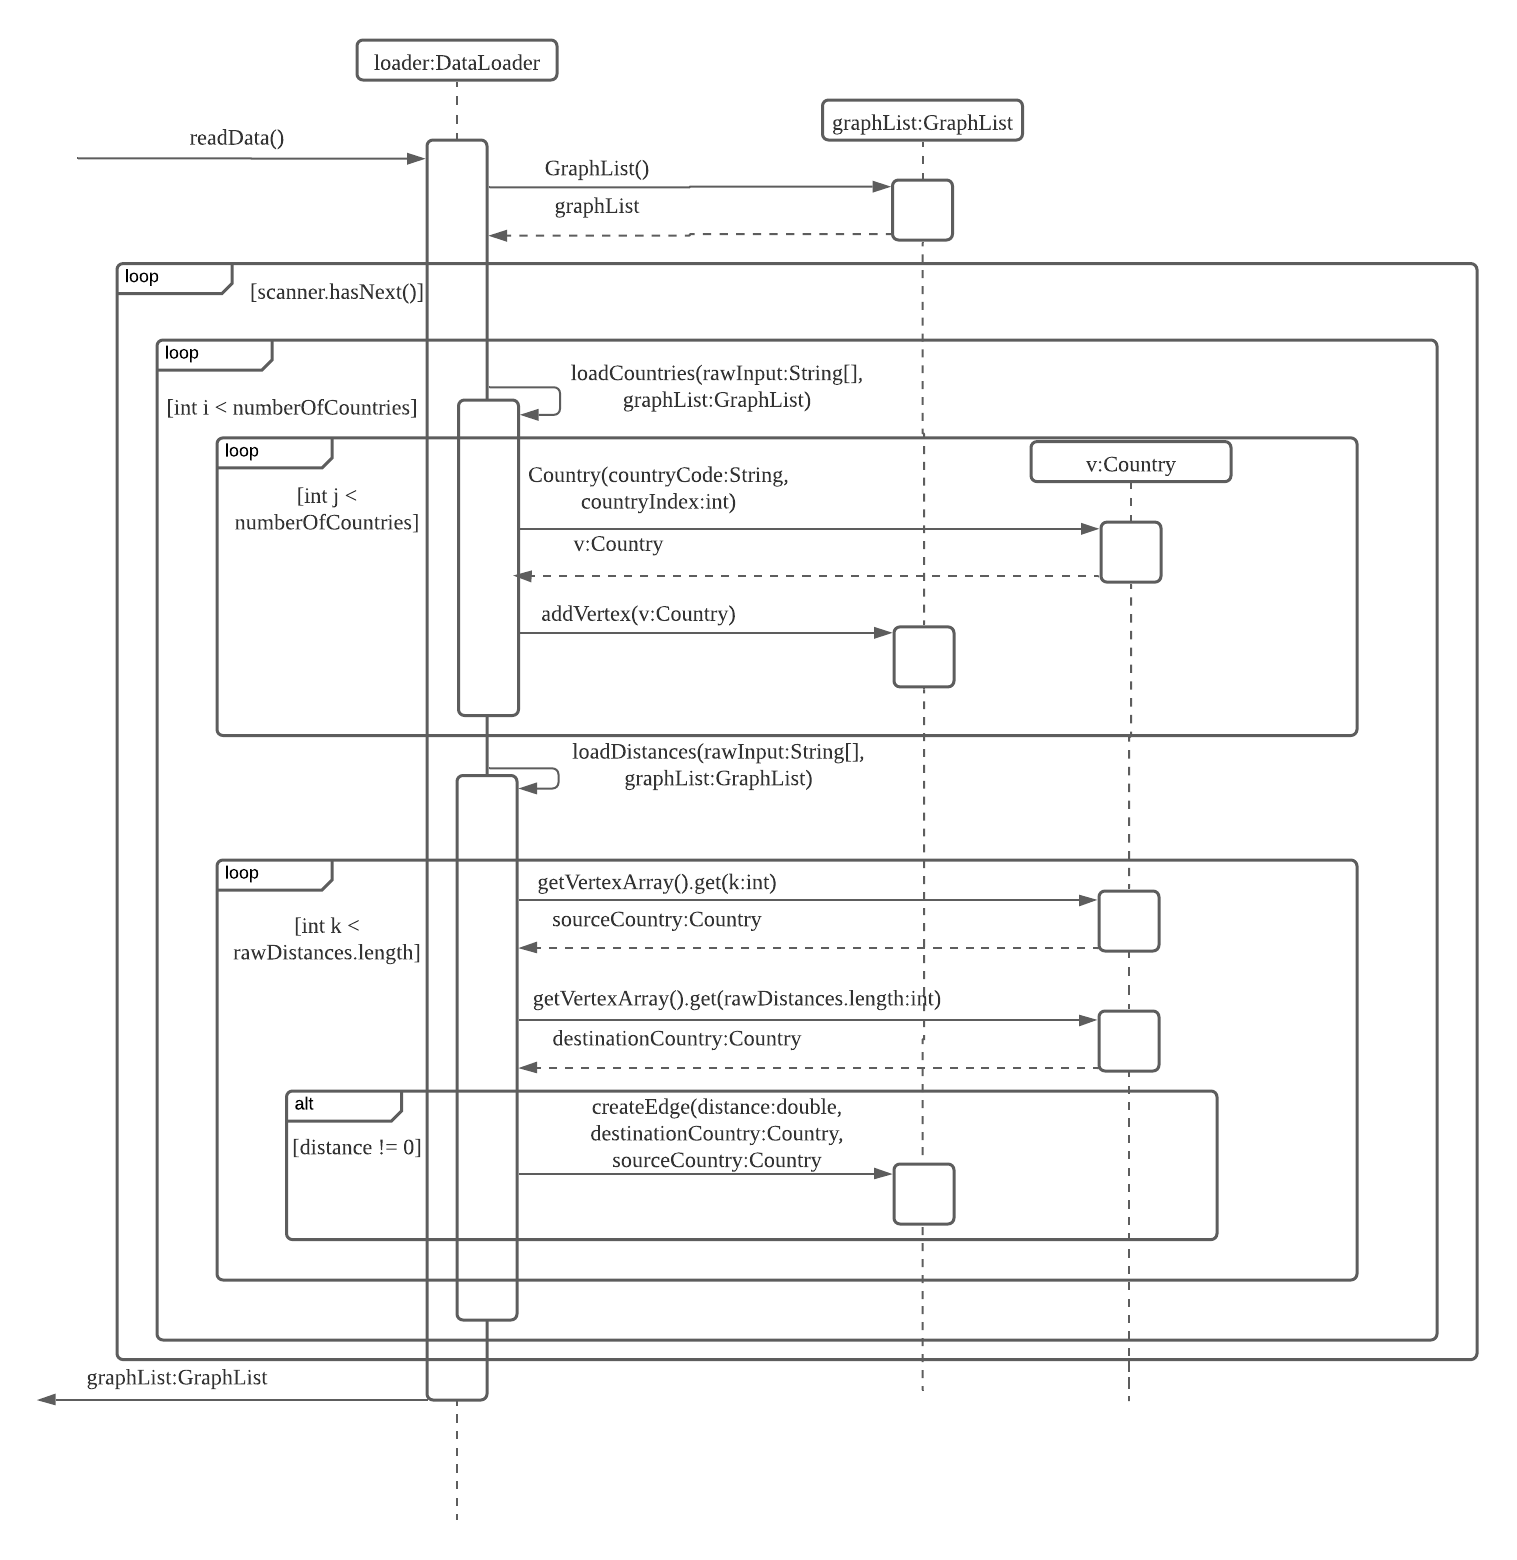 loader:DataLoader
graphList:GraphList
readData()
GraphList()
graphList
loop
[scanner.hasNext()]
loop
loadCountries(rawInput:String[],
graphList:GraphList)
[int i < numberOfCountries]
loop
v:Country
[int j <
numberOfCountries]
Country(countryCode:String,
countryIndex:int)
v:Country
addVertex(v:Country)
loadDistances(rawInput:String[],
graphList:GraphList)
loop
[int k <
rawDistances.length]
getVertexArray().get(k:int)
sourceCountry:Country
getVertexArray().get(rawDistances.length:int)
destinationCountry:Country
alt
[distance != 0]
createEdge(distance:double,
destinationCountry:Country,
sourceCountry:Country
graphList:GraphList